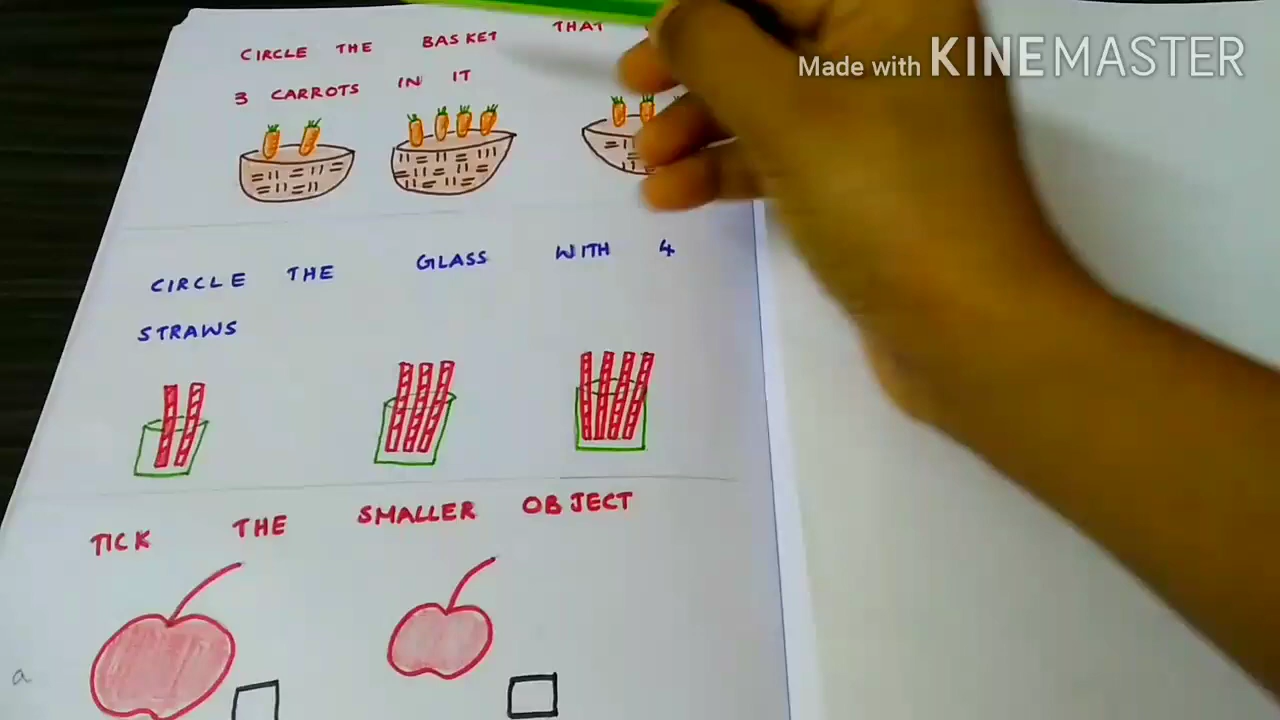 CIRCLE THE BASKET THAT
3 CARROTS IN IT
Made with KINEMASTER
CIRCLE THE GLASS WITH 4
STRAWS
TICK THE SMALLER OBJECT
a